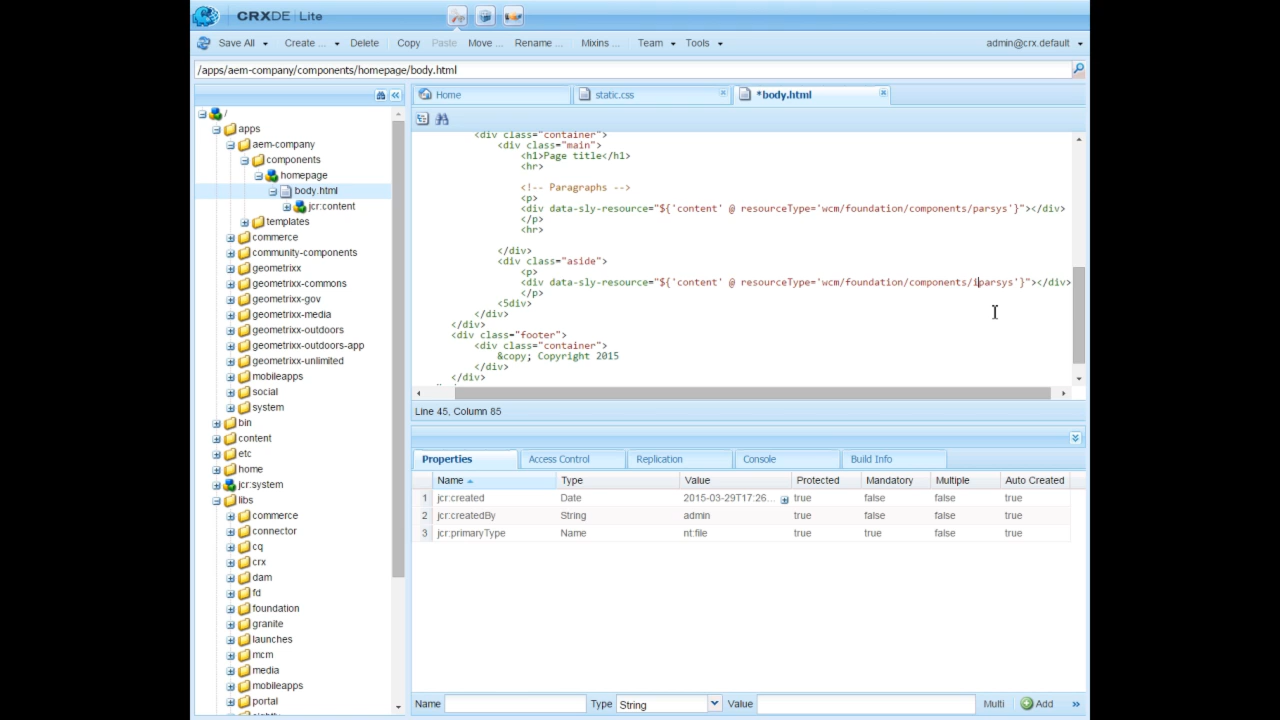 CRXDE | Lite
Save All Create ... Delete Copy Paste Move ... Rename ... Mixins ... Team Tools admin@crx.default
/apps/aem-company/components/homepage/body.html
Home static.css *body.html
/
apps
aem-company
components
homepage
body.html
jcr:content
templates
commerce
community-components
geometrixx
geometrixx-commons
geometrixx-gov
geometrixx-media
geometrixx-outdoors
geometrixx-outdoors-app
geometrixx-unlimited
mobileapps
social
system
bin
content
etc
home
jcr:system
libs
commerce
connector
cq
crx
dam
fd
foundation
granite
launches
mcm
media
mobileapps
portal
<div class="container">
<div class="main">
<h1>Page title</h1>
<hr>
<!-- Paragraphs -->
<p>
<div data-sly-resource="${'content' @ resourceType='wcm/foundation/components/parsys'}"></div>
</p>
<hr>
</div>
<div class="aside">
<p>
<div data-sly-resource="${'content' @ resourceType='wcm/foundation/components/iparsys'}"></div>
</p>
<5div>
</div>
</div>
<div class="footer">
<div class="container">
&copy; Copyright 2015
</div>
</div>
Line 45, Column 85
Properties Access Control Replication Console Build Info
Name Type Value Protected Mandatory Multiple Auto Created
1 jcr:created Date 2015-03-29T17:26... true false false true
2 jcr:createdBy String admin true false false true
3 jcr:primaryType Name nt:file true true false true
Name Type String Value Multi Add »